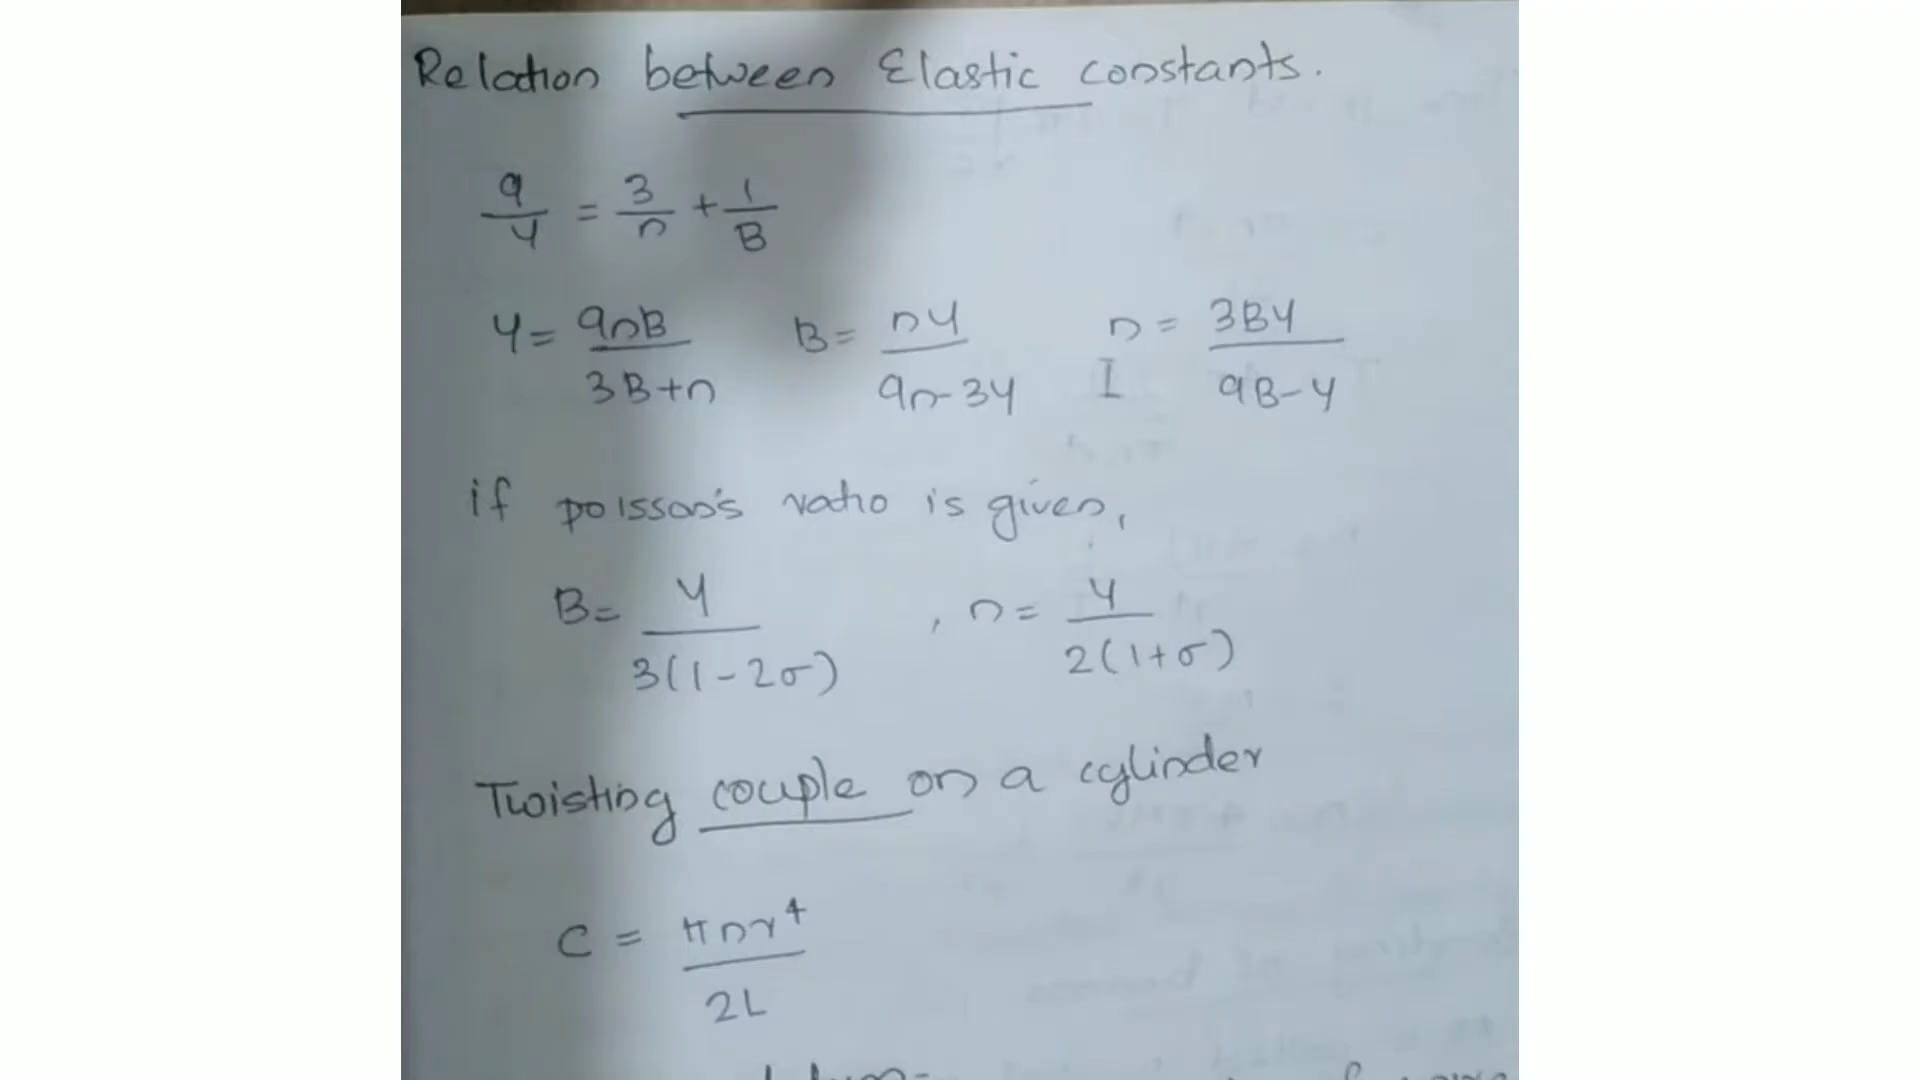 Relation between Elastic constants.
9/Y = 3/n + 1/B
Y = 9nB/3B+n B = nY/9n-3Y n = 3BY/9B-Y
if poisson's ratio is given,
B = Y/3(1-2σ) , n = Y/2(1+σ)
Twisting couple on a cylinder
C = πnr⁴/2L